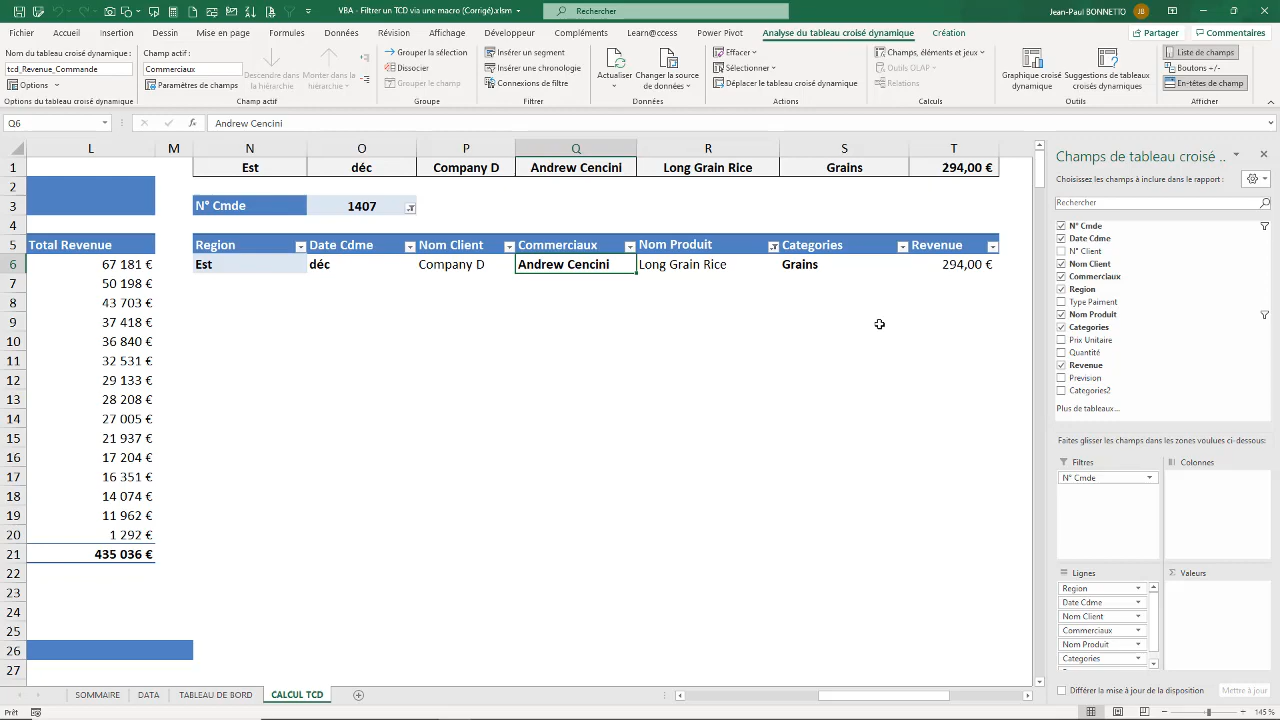 VBA - Filtrer un TCD via une macro (Corrigé).xlsm
Rechercher
Jean-Paul BONNETTO
JB
Fichier Accueil Insertion Dessin Mise en page Formules Données Révision Affichage Développeur Compléments Learn@ccess Power Pivot Analyse du tableau croisé dynamique Création Partager Commentaires
Nom du tableau croisé dynamique :
tcd_Revenue_Commande
Options
Options du tableau croisé dynamique
Champ actif :
Commerciaux
Paramètres de champs
Descendre dans
la hiérarchie
Monter dans la
hiérarchie
Champ actif
Grouper la sélection
Dissocier
Grouper le champ
Groupe
Insérer un segment
Insérer une chronologie
Connexions de filtre
Filtrer
Actualiser
Changer la source
de données
Données
Effacer
Sélectionner
Déplacer le tableau croisé dynamique
Actions
Champs, éléments et jeux
Outils OLAP
Relations
Calculs
Graphique croisé
dynamique
Suggestions de tableaux
croisés dynamiques
Outils
Liste de champs
Boutons +/-
En-têtes de champ
Afficher
Q6
Andrew Cencini
L M N O P Q R S T
1 Est déc Company D Andrew Cencini Long Grain Rice Grains 294,00 €
2
3 N° Cmde 1407
4
5 Total Revenue Region Date Cdme Nom Client Commerciaux Nom Produit Categories Revenue
6 67 181 € Est déc Company D Andrew Cencini Long Grain Rice Grains 294,00 €
7 50 198 €
8 43 703 €
9 37 418 €
10 36 840 €
11 32 531 €
12 29 133 €
13 28 208 €
14 27 005 €
15 21 937 €
16 17 204 €
17 16 351 €
18 14 074 €
19 11 962 €
20 1 292 €
21 435 036 €
22
23
24
25
26
27
Champs de tableau croisé ..
Choisissez les champs à inclure dans le rapport :
Rechercher
N° Cmde
Date Cdme
N° Client
Nom Client
Commerciaux
Region
Type Paiment
Nom Produit
Categories
Prix Unitaire
Quantité
Revenue
Prevision
Categories2
Plus de tableaux...
Faites glisser les champs dans les zones voulues ci-dessous:
Filtres
Colonnes
N° Cmde
Lignes
Valeurs
Region
Date Cdme
Nom Client
Commerciaux
Nom Produit
Categories
Différer la mise à jour de la disposition
Mettre à jour
SOMMAIRE DATA TABLEAU DE BORD CALCUL TCD
Prêt
145 %